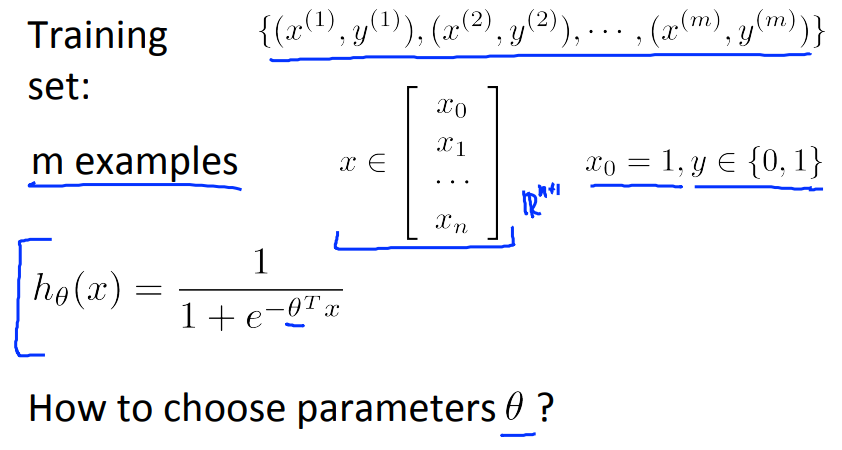 Training set:
{(x^{(1)}, y^{(1)}), (x^{(2)}, y^{(2)}), ⋯, (x^{(m)}, y^{(m)})}
m examples
x ∈ [x_0 x_1 ⋯ x_n] ℝ^{n+1}
x_0 = 1, y ∈ {0, 1}
h_θ(x) = \frac{1}{1 + e^{-θ^T x}}
How to choose parameters θ ?